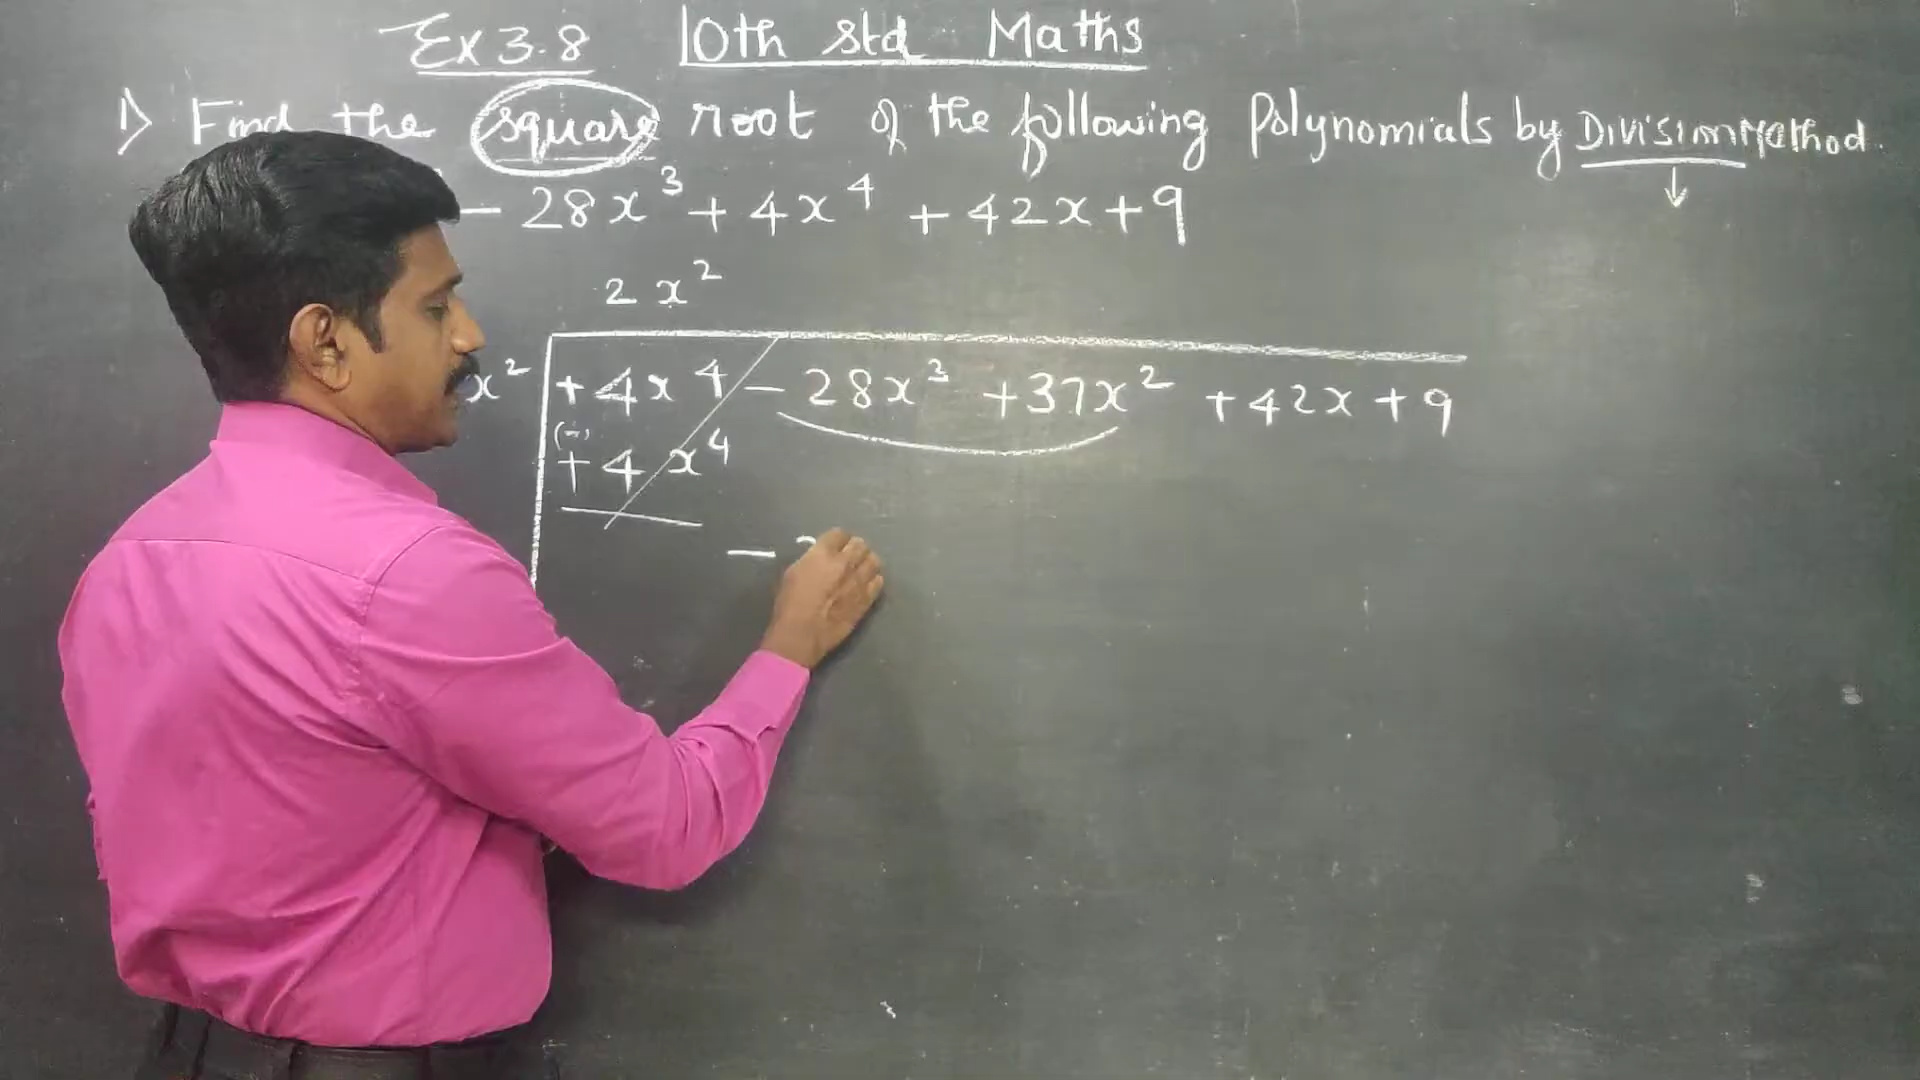 Ex 3.8 10th std Maths
1) Find the square root of the following Polynomials by Division Method.
- 28x³ + 4x⁴ + 42x + 9
2x²
x² +4x⁴ - 28x³ + 37x² + 42x + 9
(-)
+ 4x⁴
-